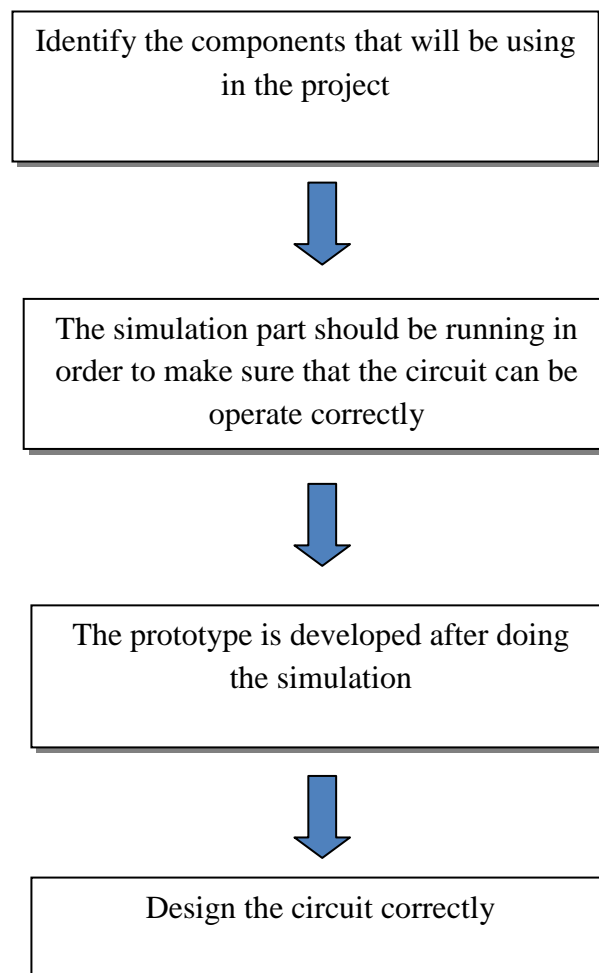 Identify the components that will be using
in the project
The simulation part should be running in
order to make sure that the circuit can be
operate correctly
The prototype is developed after doing
the simulation
Design the circuit correctly